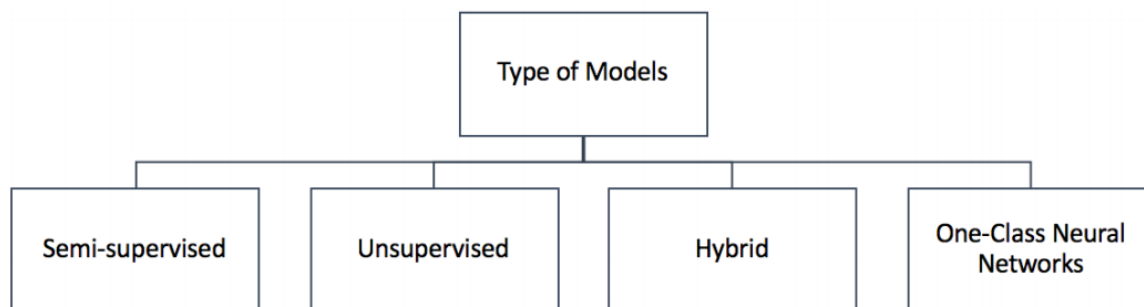 Type of Models
Semi-supervised
Unsupervised
Hybrid
One-Class Neural
Networks